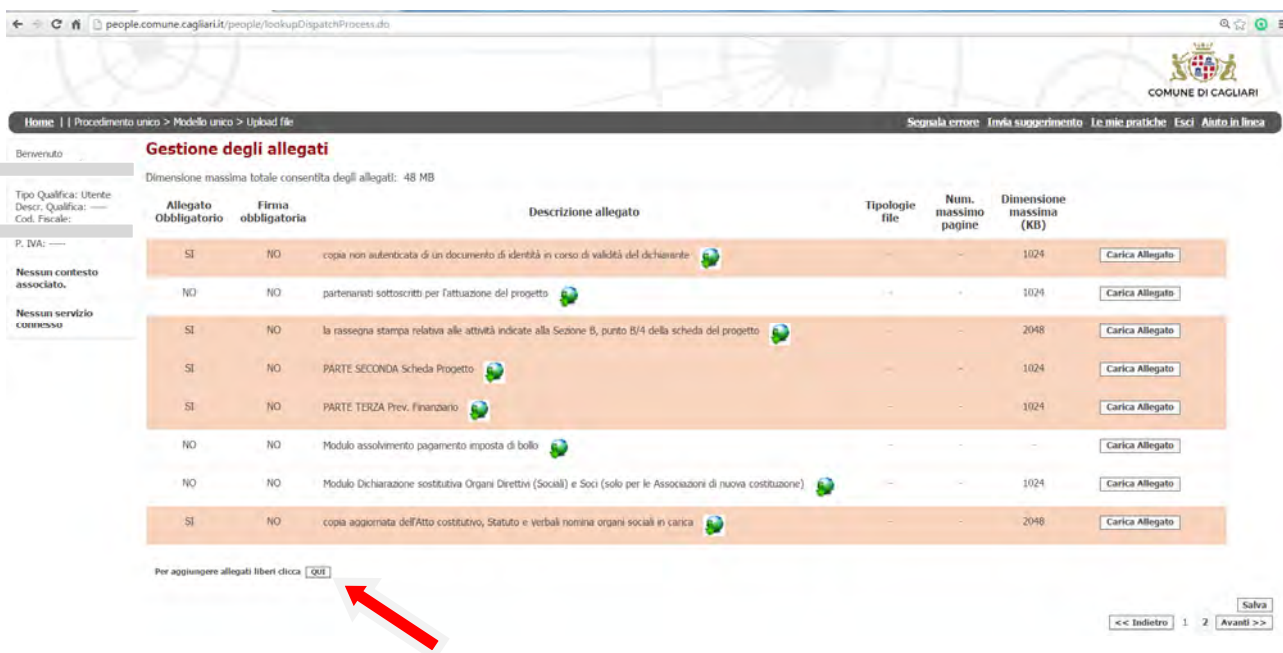 people.comune.cagliari.it/people/lookupDispatchProcess.do
COMUNE DI CAGLIARI
Home | | Procedimento unico > Modello unico > Upload file
Segnala errore Invia suggerimento Le mie pratiche Esci Aiuto in linea
Benvenuto
Tipo Qualifica: Utente
Descr. Qualifica: -----
Cod. Fiscale:
P. IVA: -----
Nessun contesto
associato.
Nessun servizio
connesso
Gestione degli allegati
Dimensione massima totale consentita degli allegati: 48 MB
Allegato Obbligatorio Firma obbligatoria Descrizione allegato Tipologie file Num. massimo pagine Dimensione massima (KB)
SI NO copia non autenticata di un documento di identità in corso di validità del dichiarante - - 1024 Carica Allegato
NO NO partenariati sottoscritti per l'attuazione del progetto - - 1024 Carica Allegato
SI NO la rassegna stampa relativa alle attività indicate alla Sezione B, punto B/4 della scheda del progetto - - 2048 Carica Allegato
SI NO PARTE SECONDA Scheda Progetto - - 1024 Carica Allegato
SI NO PARTE TERZA Prev. Finanziario - - 1024 Carica Allegato
NO NO Modulo assolvimento pagamento imposta di bollo - - - Carica Allegato
NO NO Modulo Dichiarazione sostitutiva Organi Direttivi (Sociali) e Soci (solo per le Associazioni di nuova costituzione) - - 1024 Carica Allegato
SI NO copia aggiornata dell'Atto costitutivo, Statuto e verbali nomina organi sociali in carica - - 2048 Carica Allegato
Per aggiungere allegati liberi clicca QUI
Salva
<< Indietro 1 2 Avanti >>